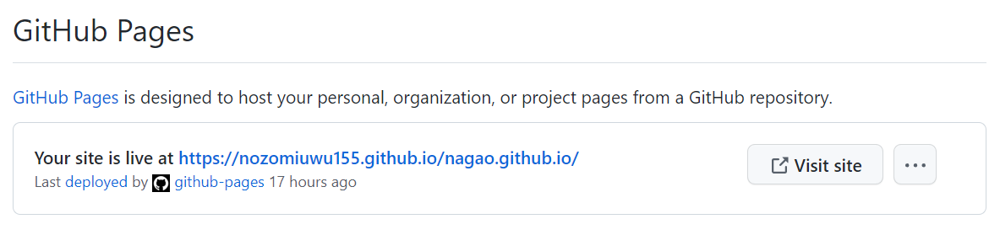 GitHub Pages
GitHub Pages is designed to host your personal, organization, or project pages from a GitHub repository.
Your site is live at https://nozomiuwu155.github.io/nagao.github.io/
Visit site
Last deployed by github-pages 17 hours ago